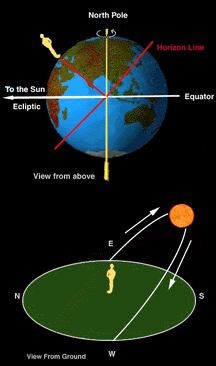 North Pole
Horizon Line
To the Sun
Ecliptic
Equator
View from above
E
N
S
W
View From Ground